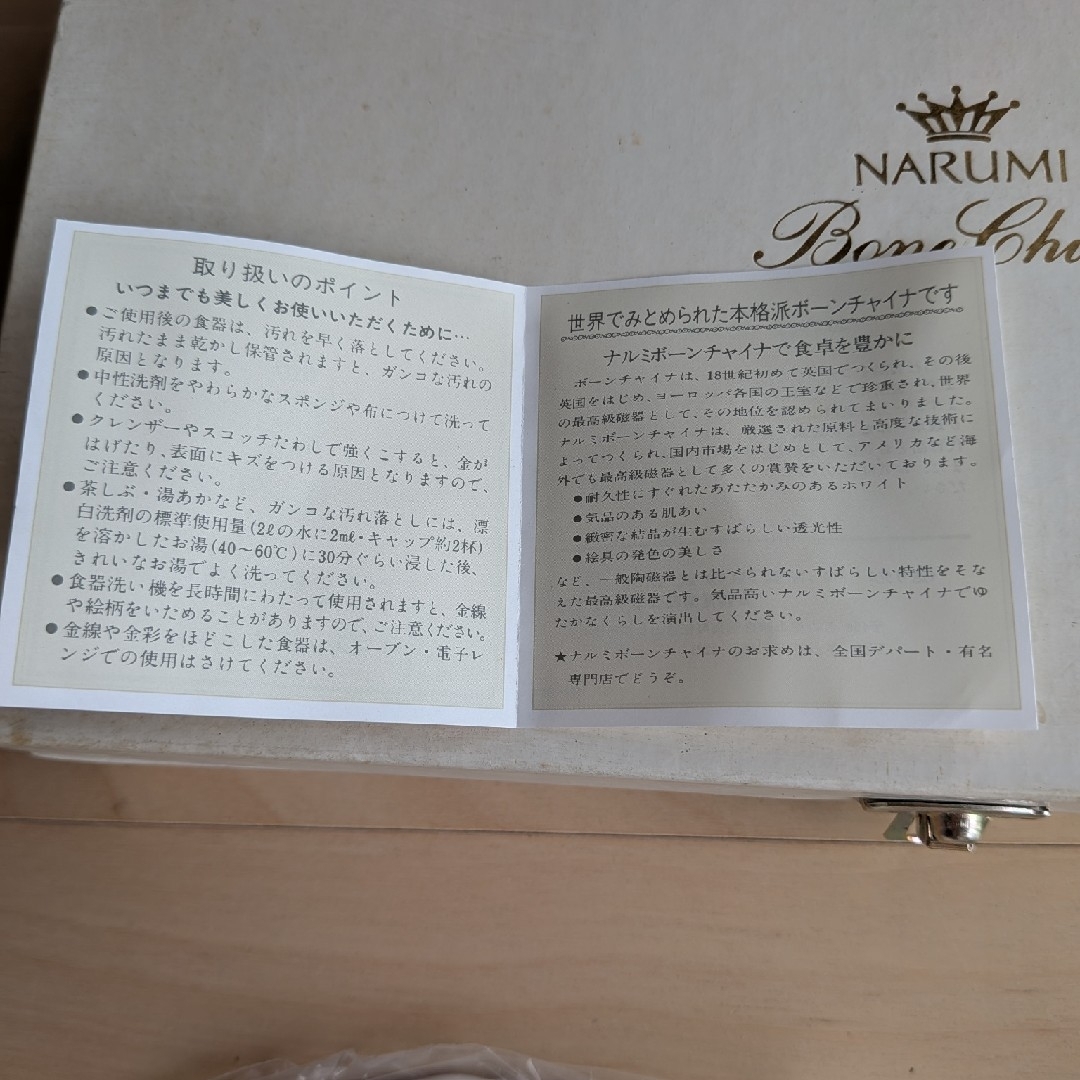 NARUMI
Bone Chi
取り扱いのポイント
いつまでも美しくお使いいただくために…
●ご使用後の食器は、汚れを早く落としてください。
汚れたまま乾かし保管されますと、ガンコな汚れの
原因となります。
●中性洗剤をやわらかなスポンジや布につけて洗って
ください。
●クレンザーやスコッチたわしで強くこすると、金が
はげたり、表面にキズをつける原因となりますので、
ご注意ください。
●茶しぶ・湯あかなど、ガンコな汚れ落としには、漂
白洗剤の標準使用量(2ℓの水に2mℓ・キャップ約2杯)
を溶かしたお湯(40〜60℃)に30分ぐらい浸した後、
きれいなお湯でよく洗ってください。
●食器洗い機を長時間にわたって使用されますと、金線
や絵柄をいためることがありますので、ご注意ください。
●金線や金彩をほどこした食器は、オーブン・電子レ
ンジでの使用はさけてください。
世界でみとめられた本格派ボーンチャイナです
ナルミボーンチャイナで食卓を豊かに
ボーンチャイナは、18世紀初めて英国でつくられ、その後
英国をはじめ、ヨーロッパ各国の王室などで珍重され、世界
の最高級磁器として、その地位を認められてまいりました。
ナルミボーンチャイナは、厳選された原料と高度な技術に
よってつくられ、国内市場をはじめとして、アメリカなど海
外でも最高級磁器として多くの賞賛をいただいております。
●耐久性にすぐれたあたたかみのあるホワイト
●気品のある肌あい
●緻密な結晶が生むすばらしい透光性
●絵具の発色の美しさ
など、一般陶磁器とは比べられないすばらしい特性をそな
えた最高級磁器です。気品高いナルミボーンチャイナでゆ
たかなくらしを演出してください。
★ナルミボーンチャイナのお求めは、全国デパート・有名
専門店でどうぞ。